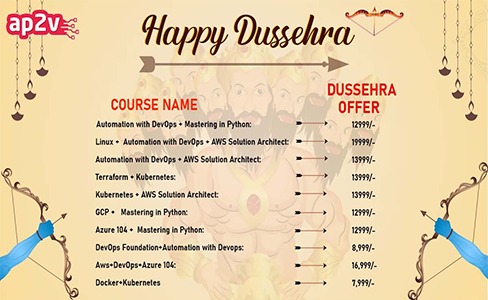 ap2v
Happy Dussehra
COURSE NAME
DUSSEHRA
OFFER
Automation with DevOps + Mastering in Python: 12999/-
Linux + Automation with DevOps + AWS Solution Architect: 19999/-
Automation with DevOps + AWS Solution Architect: 13999/-
Terraform + Kubernetes: 13999/-
Kubernetes + AWS Solution Architect: 13999/-
GCP + Mastering in Python: 12999/-
Azure 104 + Mastering in Python: 12999/-
DevOps Foundation+Automation with Devops: 8,999/-
Aws+DevOps+Azure 104: 16,999/-
Docker+Kubernetes 7,999/-